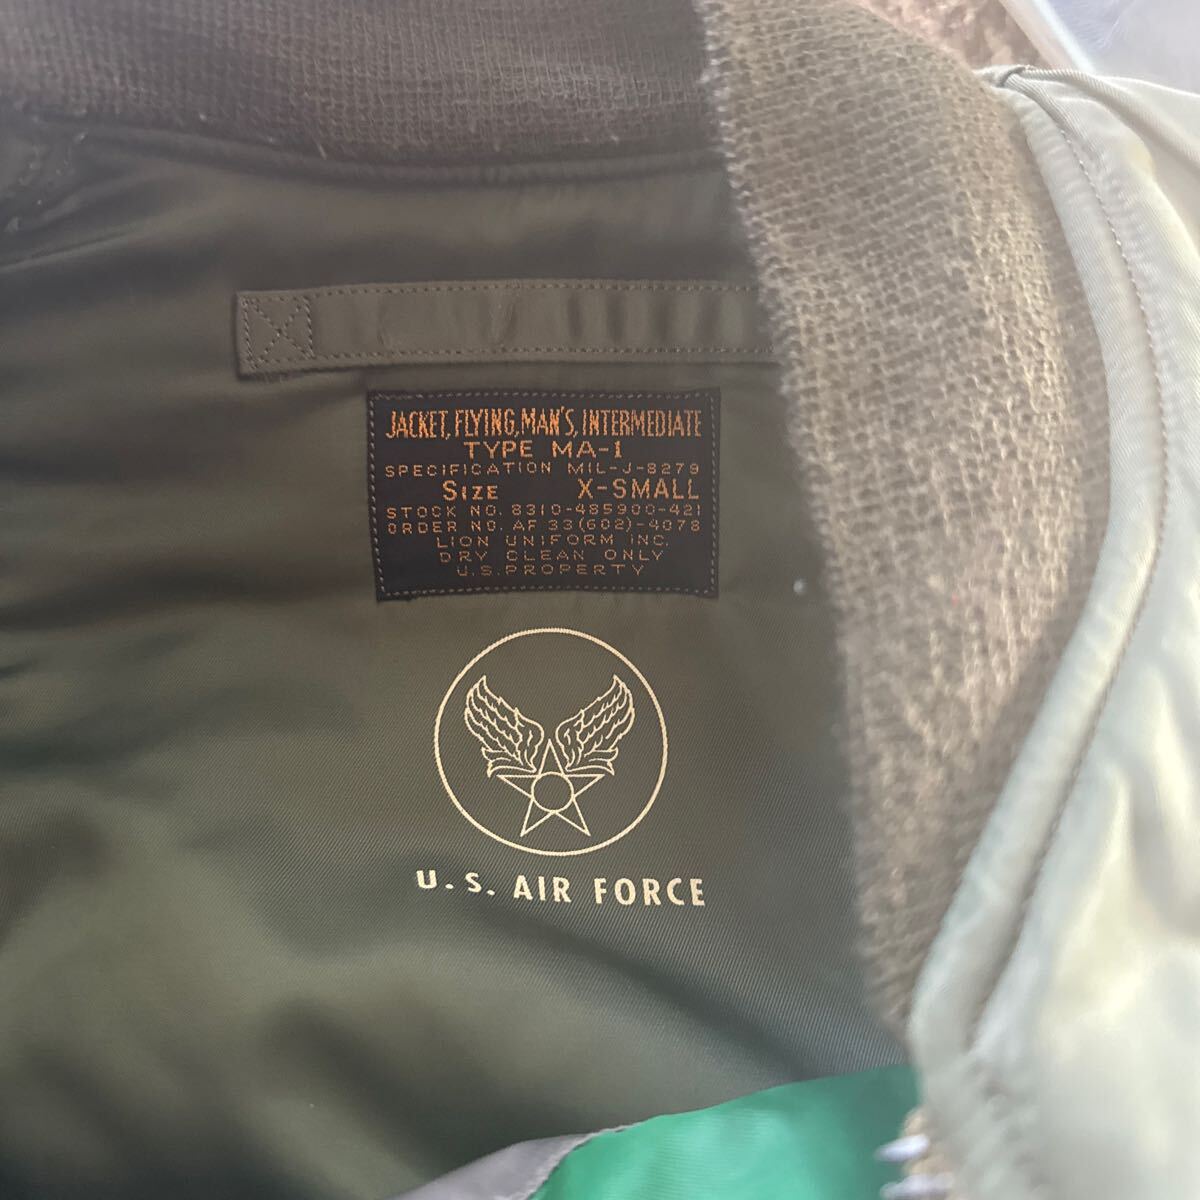 JACKET, FLYING, MAN'S, INTERMEDIATE
TYPE MA-1
SPECIFICATION MIL-J-8279
SIZE X-SMALL
STOCK NO. 8310-485900-421
ORDER NO. AF 33(602)-4078
LION UNIFORM INC.
DRY CLEAN ONLY
U.S. PROPERTY
U.S. AIR FORCE